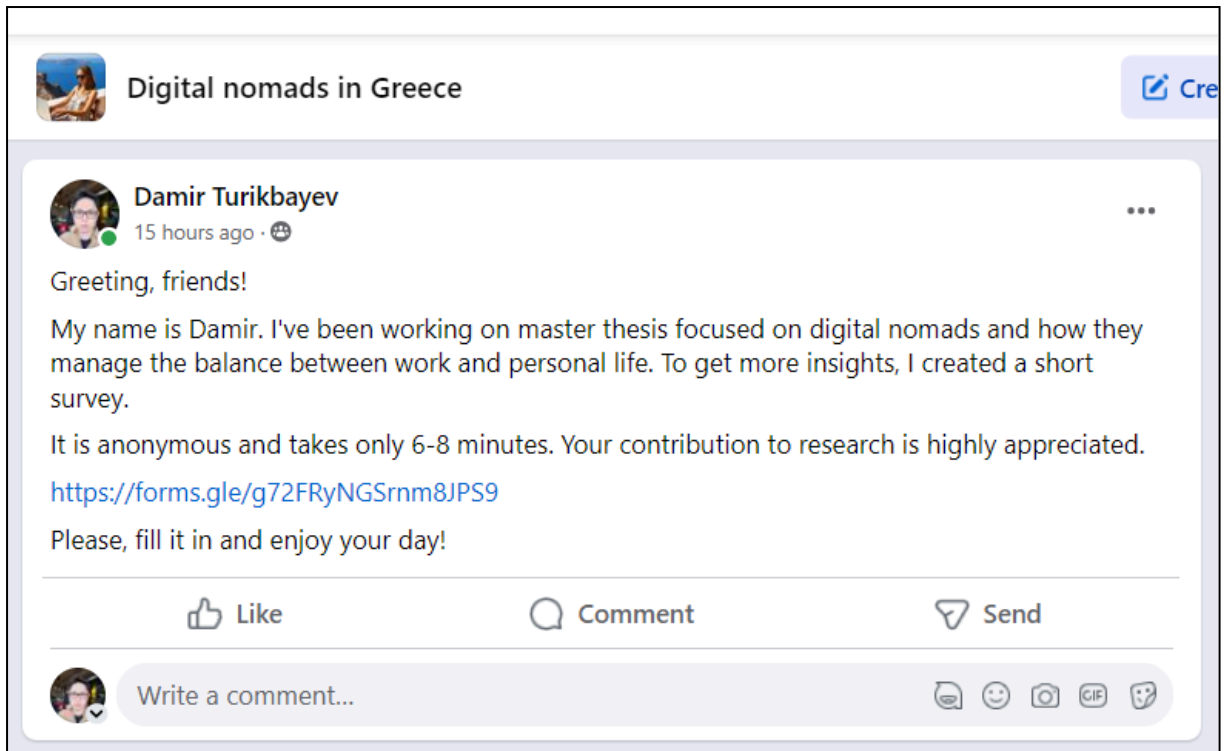 Digital nomads in Greece
Cre
Damir Turikbayev
15 hours ago ·
Greeting, friends!
My name is Damir. I've been working on master thesis focused on digital nomads and how they
manage the balance between work and personal life. To get more insights, I created a short
survey.
It is anonymous and takes only 6-8 minutes. Your contribution to research is highly appreciated.
https://forms.gle/g72FRyNGSrnm8JPS9
Please, fill it in and enjoy your day!
Like Comment Send
Write a comment... GIF